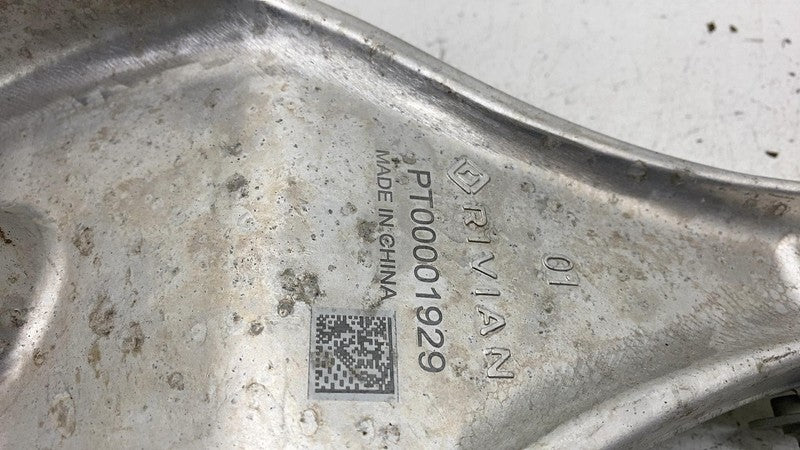 01
RIVIAN
PT00001929
MADE IN CHINA